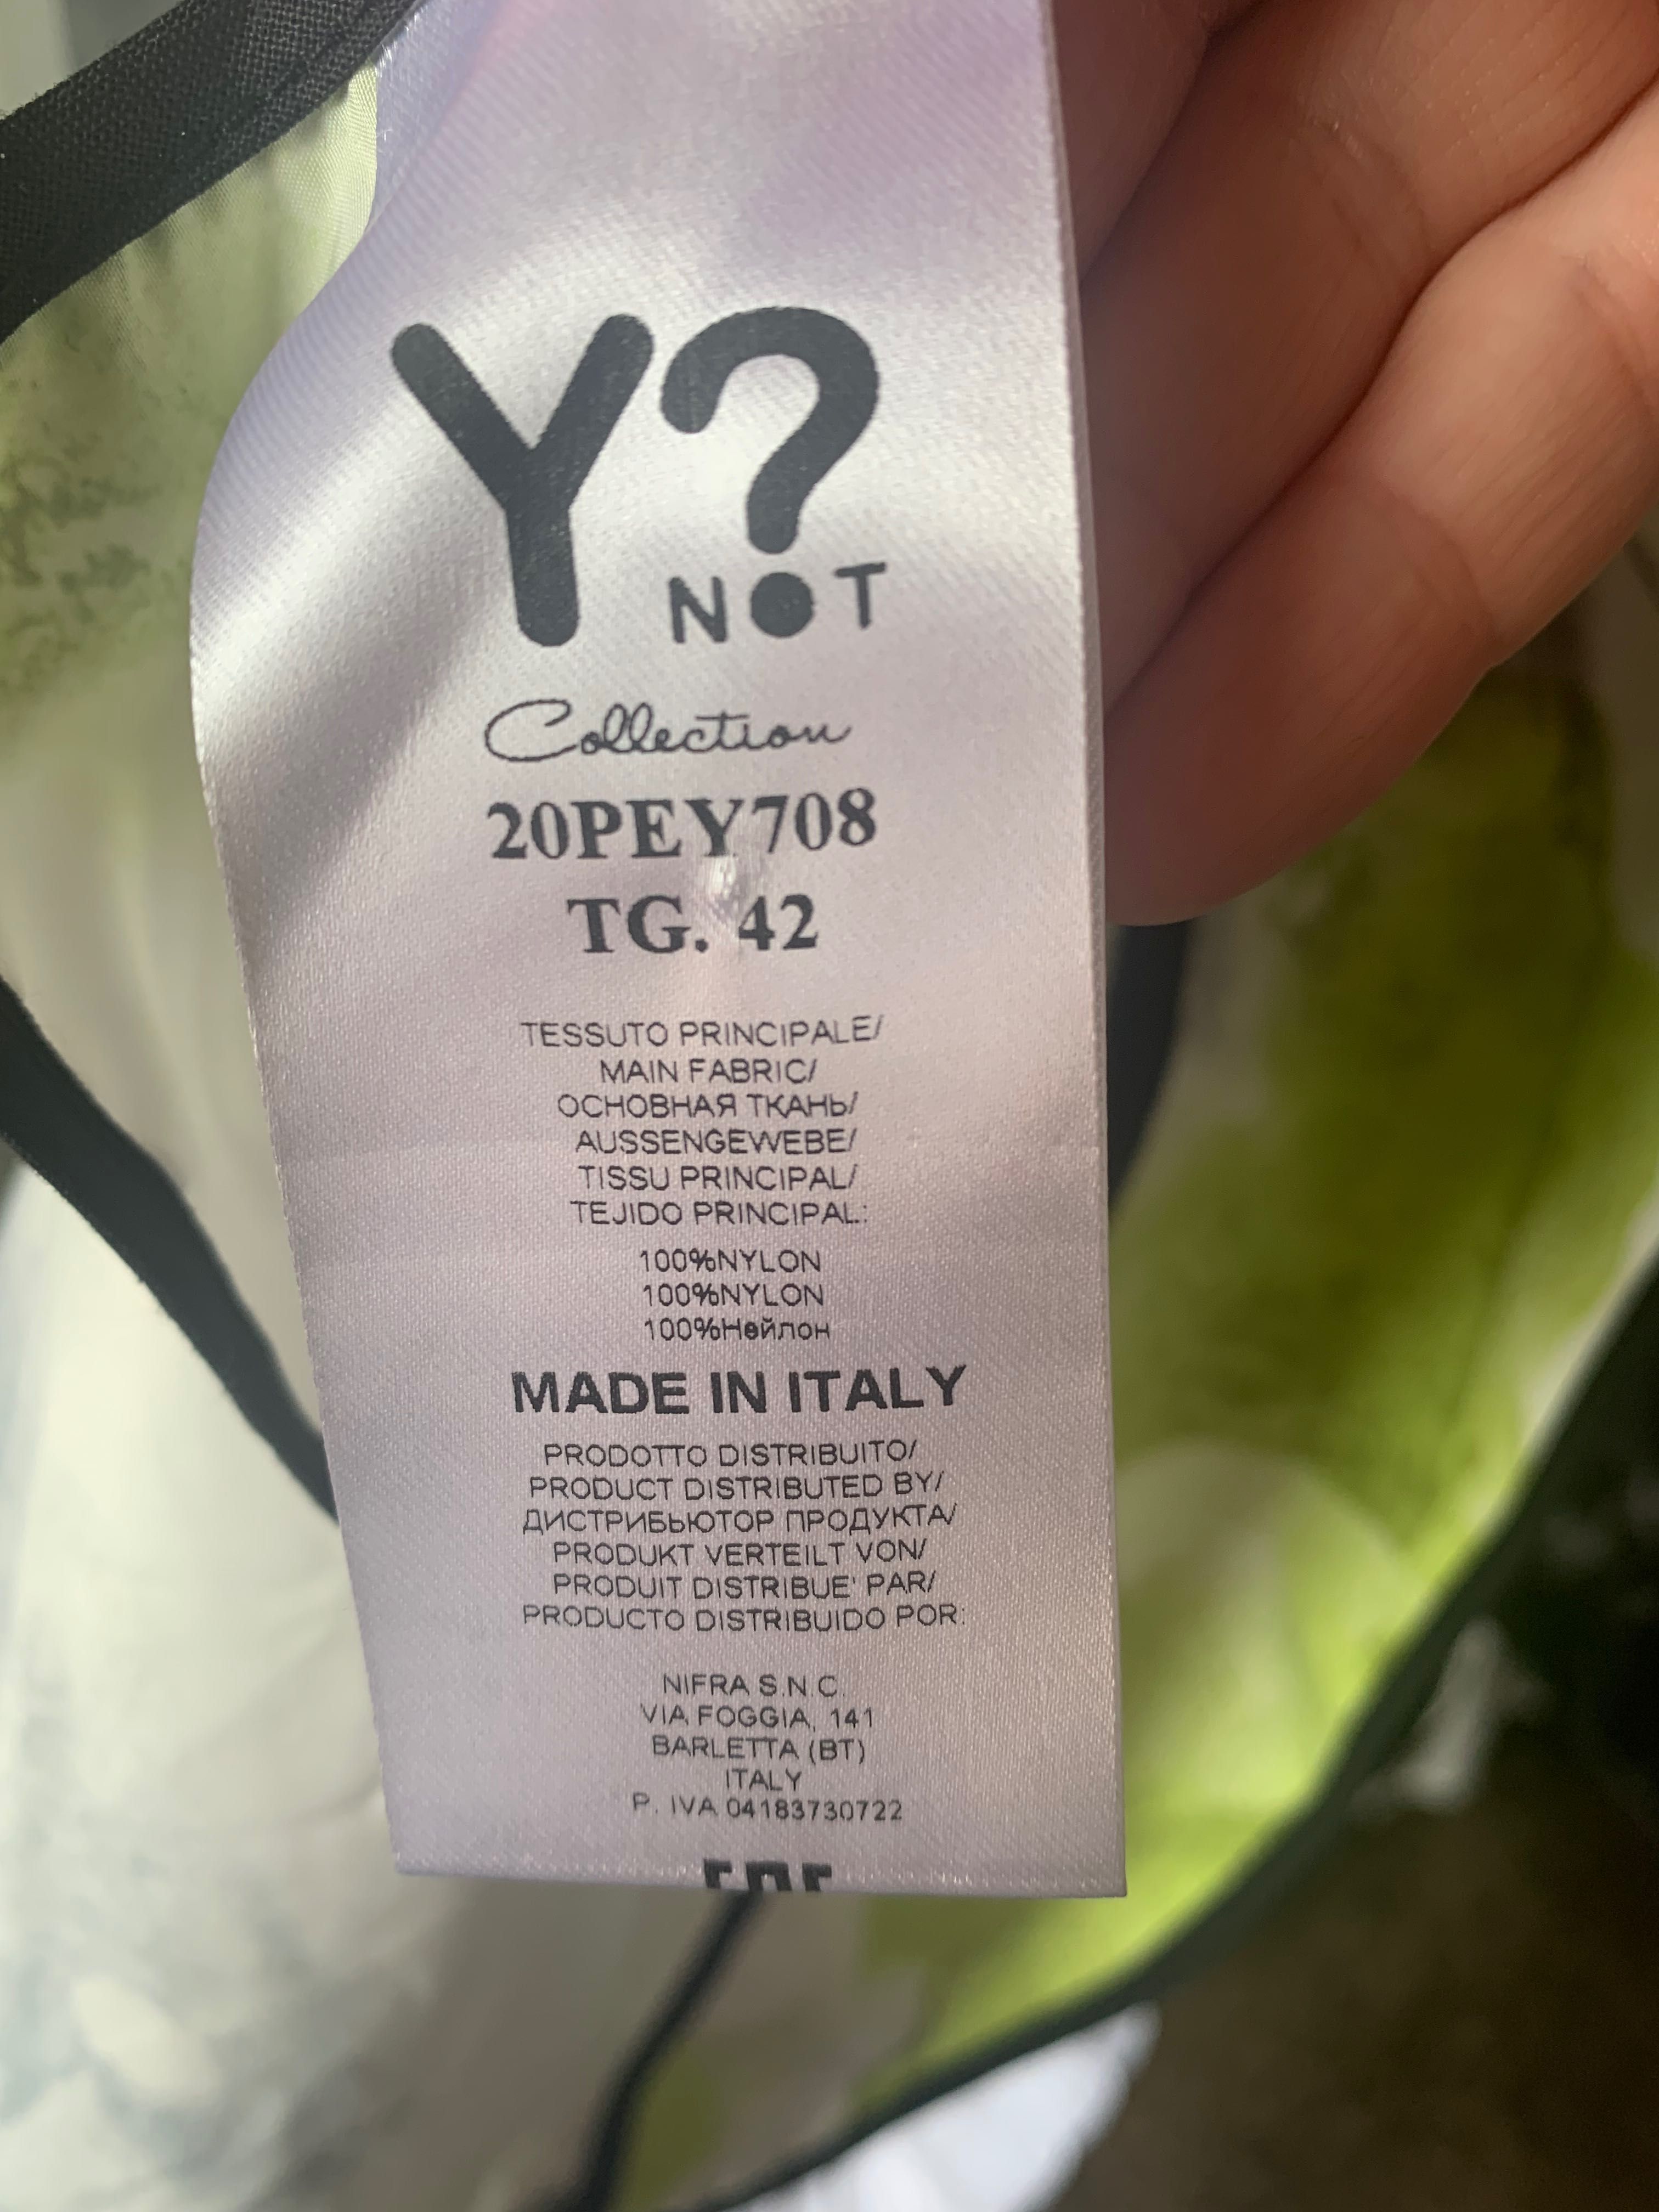 Y?
NOT
Collection
20PEY708
TG. 42
TESSUTO PRINCIPALE/
MAIN FABRIC/
ОСНОВНАЯ ТКАНЬ/
AUSSENGEWEBE/
TISSU PRINCIPAL/
TEJIDO PRINCIPAL:
100%NYLON
100%NYLON
100%Нейлон
MADE IN ITALY
PRODOTTO DISTRIBUITO/
PRODUCT DISTRIBUTED BY/
ДИСТРИБЬЮТОР ПРОДУКТА/
PRODUKT VERTEILT VON/
PRODUIT DISTRIBUE' PAR/
PRODUCTO DISTRIBUIDO POR:
NIFRA S.N.C.
VIA FOGGIA, 141
BARLETTA (BT)
ITALY
P. IVA 04183730722